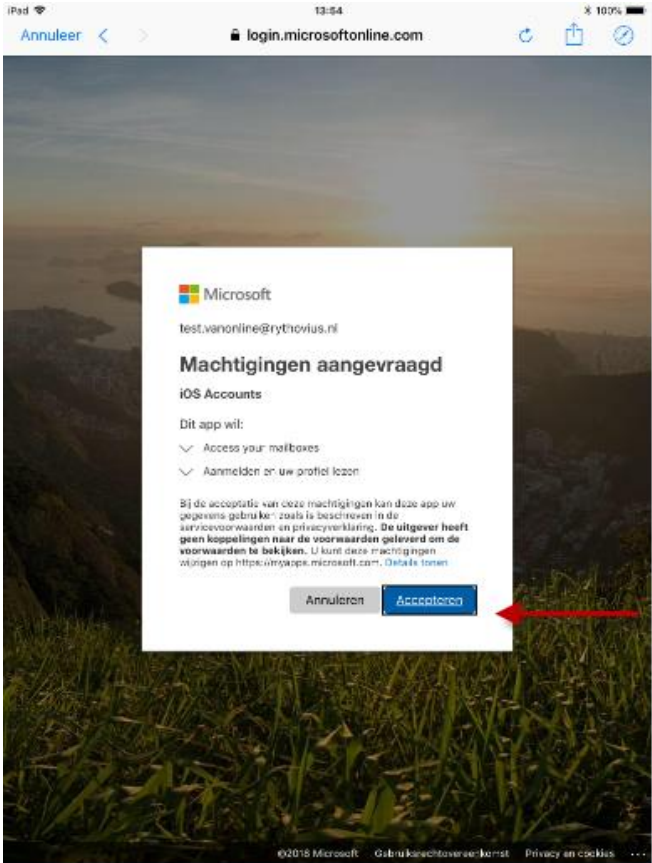 iPad 13:54 100%
Annuleer login.microsoftonline.com
Microsoft
test.vanonline@rythovius.nl
Machtigingen aangevraagd
iOS Accounts
Dit app wil:
Access your mailboxes
Aanmelden en uw profiel lezen
Bij de acceptatie van deze machtigingen kan deze app uw
gegevens gebruiken zoals is beschreven in de
servicevoorwaarden en privacyverklaring. De uitgever heeft
geen koppelingen naar de voorwaarden geleverd om de
voorwaarden te bekijken. U kunt deze machtigingen
wijzigen op https://myapps.microsoft.com. Details tonen
Annuleren Accepteren
©2018 Microsoft Gebruiksrechtovereenkomst Privacy en cookies ...